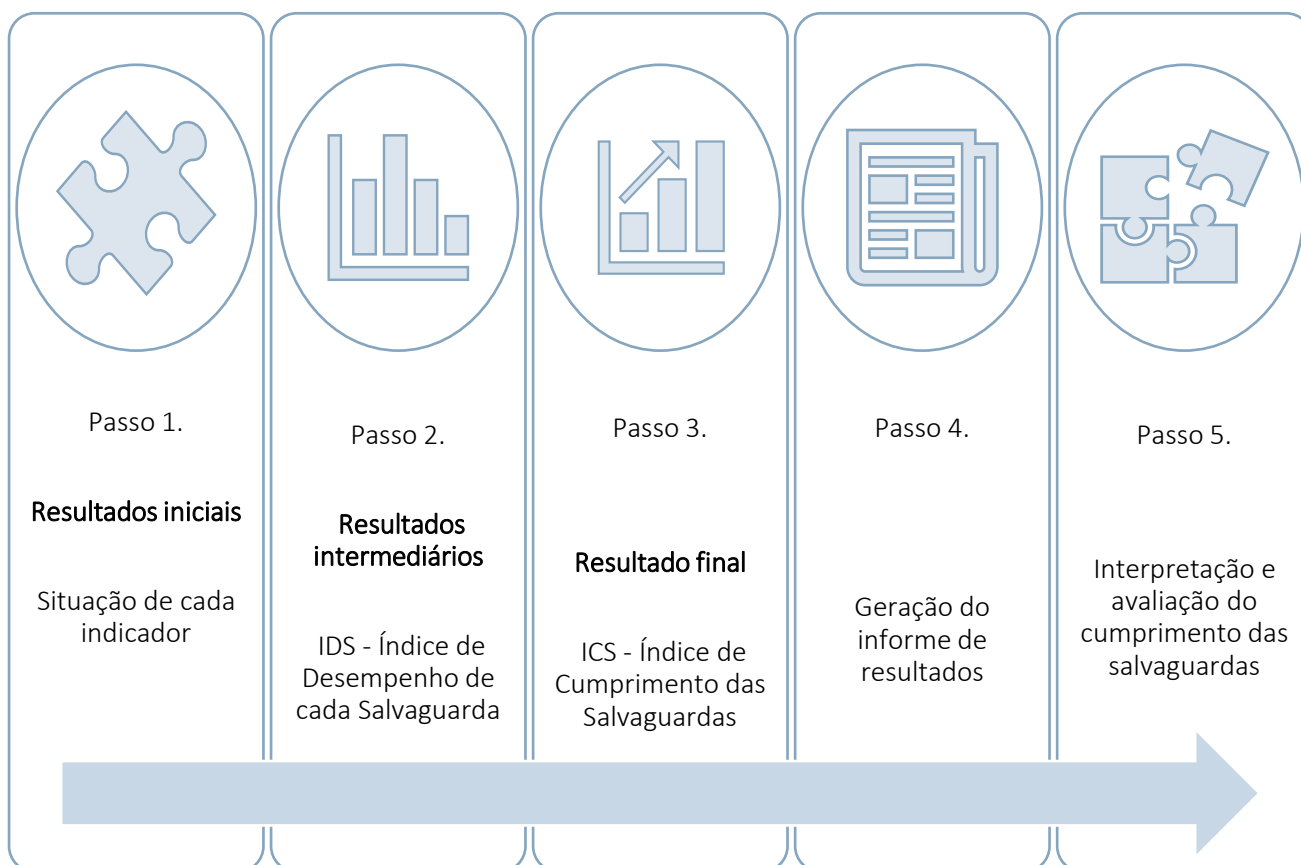 Passo 1.
Resultados iniciais
Situação de cada
indicador
Passo 2.
Resultados
intermediários
IDS - Índice de
Desempenho de
cada Salvaguarda
Passo 3.
Resultado final
ICS - Índice de
Cumprimento das
Salvaguardas
Passo 4.
Geração do
informe de
resultados
Passo 5.
Interpretação e
avaliação do
cumprimento das
salvaguardas